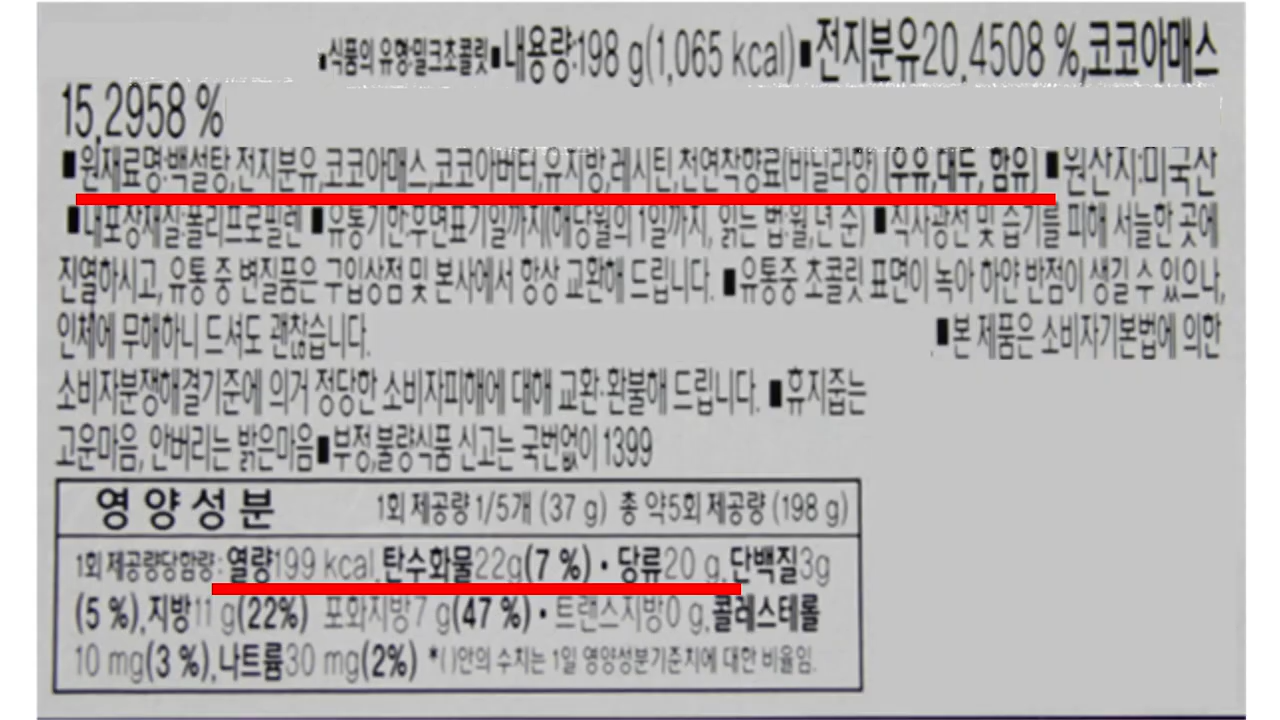 ■식품의 유형:밀크초콜릿■내용량:198 g(1,065 kcal)■전지분유20.4508 %,코코아매스
15.2958 %
■원재료명:백설탕,전지분유,코코아매스,코코아버터,유지방,레시틴,천연착향료(바닐라향) [우유,대두, 함유] ■원산지:미국산
■내포장재질:폴리프로필렌 ■유통기한:후면표기일까지(해당월의 1일까지, 읽는 법:월,년 순) ■직사광선 및 습기를 피해 서늘한 곳에
진열하시고, 유통 중 변질품은 구입상점 및 본사에서 항상 교환해 드립니다. ■유통중 초콜릿 표면이 녹아 하얀 반점이 생길 수 있으나,
인체에 무해하니 드셔도 괜찮습니다. ■본 제품은 소비자기본법에 의한
소비자분쟁해결기준에 의거 정당한 소비자피해에 대해 교환·환불해 드립니다. ■휴지줍는
고운마음, 안버리는 밝은마음■부정,불량식품 신고는 국번없이 1399
영양성분 1회 제공량 1/5개 (37 g) 총 약5회 제공량 (198 g)
1회 제공량당함량:열량199 kcal,탄수화물22g(7 %)·당류20 g,단백질3g
(5 %),지방11 g(22%) 포화지방7 g(47 %)·트랜스지방0 g,콜레스테롤
10 mg(3 %),나트륨30 mg(2%) *( )안의 수치는 1일 영양성분기준치에 대한 비율임.